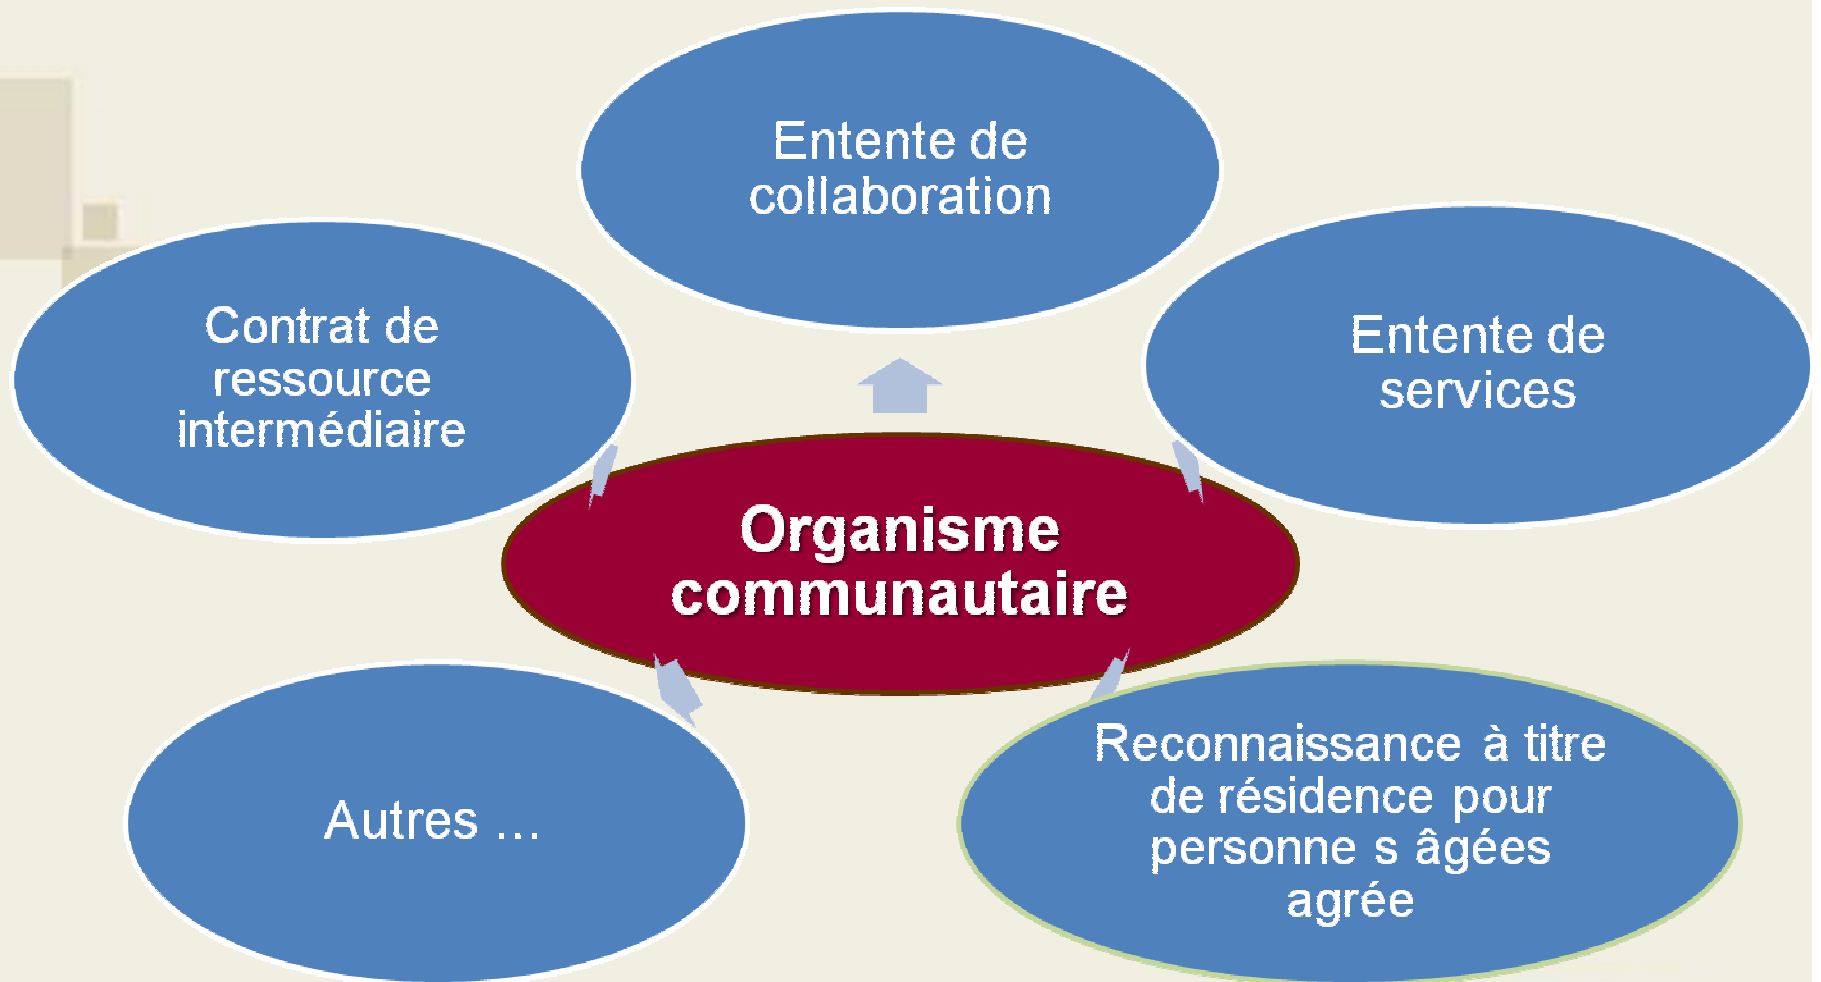 Entente de
collaboration
Contrat de
ressource
intermédiaire
Entente de
services
Organisme
communautaire
Autres ...
Reconnaissance à titre
de résidence pour
personne s âgées
agrée